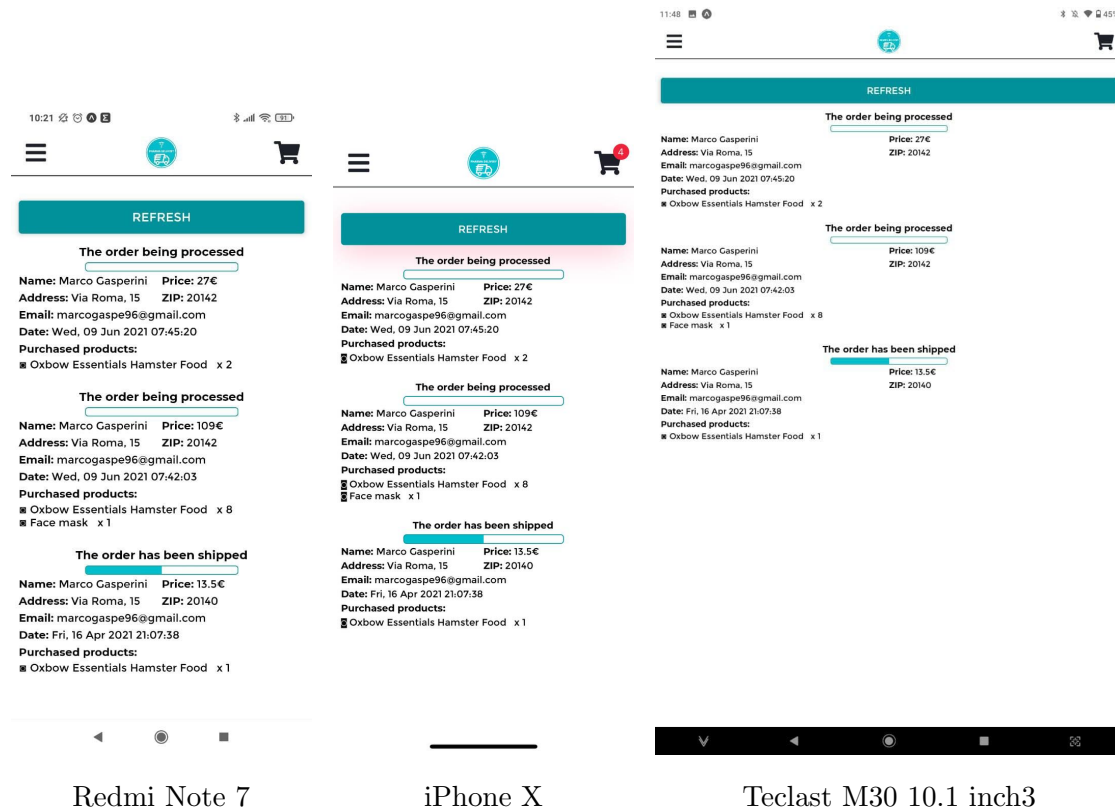 10:21
91
REFRESH
The order being processed
Name: Marco Gasperini Price: 27€
Address: Via Roma, 15 ZIP: 20142
Email: marcogaspe96@gmail.com
Date: Wed, 09 Jun 2021 07:45:20
Purchased products:
◙ Oxbow Essentials Hamster Food x 2
The order being processed
Name: Marco Gasperini Price: 109€
Address: Via Roma, 15 ZIP: 20142
Email: marcogaspe96@gmail.com
Date: Wed, 09 Jun 2021 07:42:03
Purchased products:
◙ Oxbow Essentials Hamster Food x 8
◙ Face mask x 1
The order has been shipped
Name: Marco Gasperini Price: 13.5€
Address: Via Roma, 15 ZIP: 20140
Email: marcogaspe96@gmail.com
Date: Fri, 16 Apr 2021 21:07:38
Purchased products:
◙ Oxbow Essentials Hamster Food x 1
Redmi Note 7
4
REFRESH
The order being processed
Name: Marco Gasperini Price: 27€
Address: Via Roma, 15 ZIP: 20142
Email: marcogaspe96@gmail.com
Date: Wed, 09 Jun 2021 07:45:20
Purchased products:
◙ Oxbow Essentials Hamster Food x 2
The order being processed
Name: Marco Gasperini Price: 109€
Address: Via Roma, 15 ZIP: 20142
Email: marcogaspe96@gmail.com
Date: Wed, 09 Jun 2021 07:42:03
Purchased products:
◙ Oxbow Essentials Hamster Food x 8
◙ Face mask x 1
The order has been shipped
Name: Marco Gasperini Price: 13.5€
Address: Via Roma, 15 ZIP: 20140
Email: marcogaspe96@gmail.com
Date: Fri, 16 Apr 2021 21:07:38
Purchased products:
◙ Oxbow Essentials Hamster Food x 1
iPhone X
11:48 45%
REFRESH
The order being processed
Name: Marco Gasperini Price: 27€
Address: Via Roma, 15 ZIP: 20142
Email: marcogaspe96@gmail.com
Date: Wed, 09 Jun 2021 07:45:20
Purchased products:
◙ Oxbow Essentials Hamster Food x 2
The order being processed
Name: Marco Gasperini Price: 109€
Address: Via Roma, 15 ZIP: 20142
Email: marcogaspe96@gmail.com
Date: Wed, 09 Jun 2021 07:42:03
Purchased products:
◙ Oxbow Essentials Hamster Food x 8
◙ Face mask x 1
The order has been shipped
Name: Marco Gasperini Price: 13.5€
Address: Via Roma, 15 ZIP: 20140
Email: marcogaspe96@gmail.com
Date: Fri, 16 Apr 2021 21:07:38
Purchased products:
◙ Oxbow Essentials Hamster Food x 1
Teclast M30 10.1 inch3